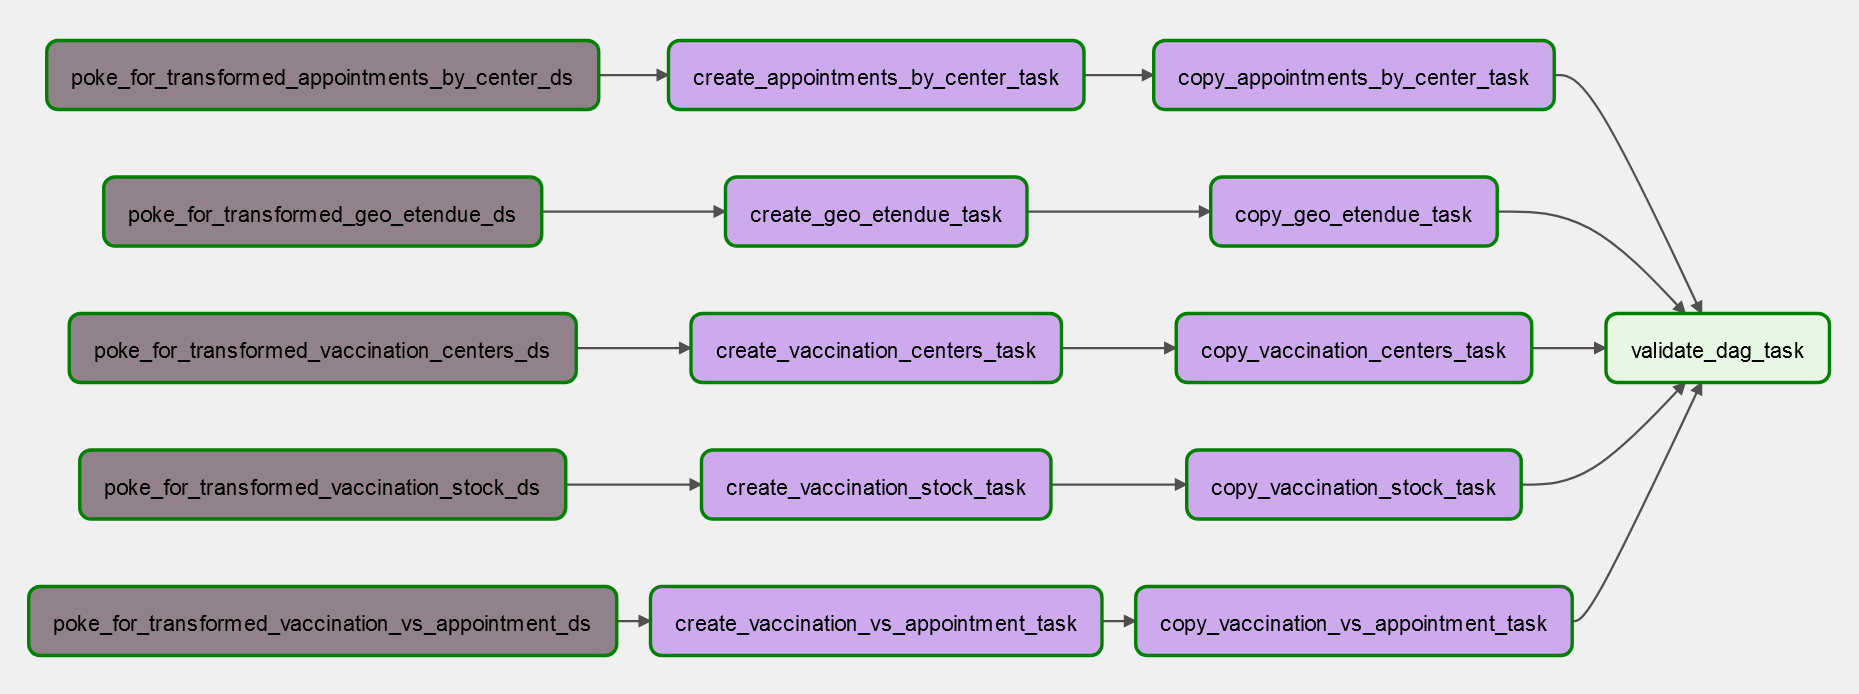 poke_for_transformed_appointments_by_center_ds
create_appointments_by_center_task
copy_appointments_by_center_task
poke_for_transformed_geo_etendue_ds
create_geo_etendue_task
copy_geo_etendue_task
poke_for_transformed_vaccination_centers_ds
create_vaccination_centers_task
copy_vaccination_centers_task
validate_dag_task
poke_for_transformed_vaccination_stock_ds
create_vaccination_stock_task
copy_vaccination_stock_task
poke_for_transformed_vaccination_vs_appointment_ds
create_vaccination_vs_appointment_task
copy_vaccination_vs_appointment_task